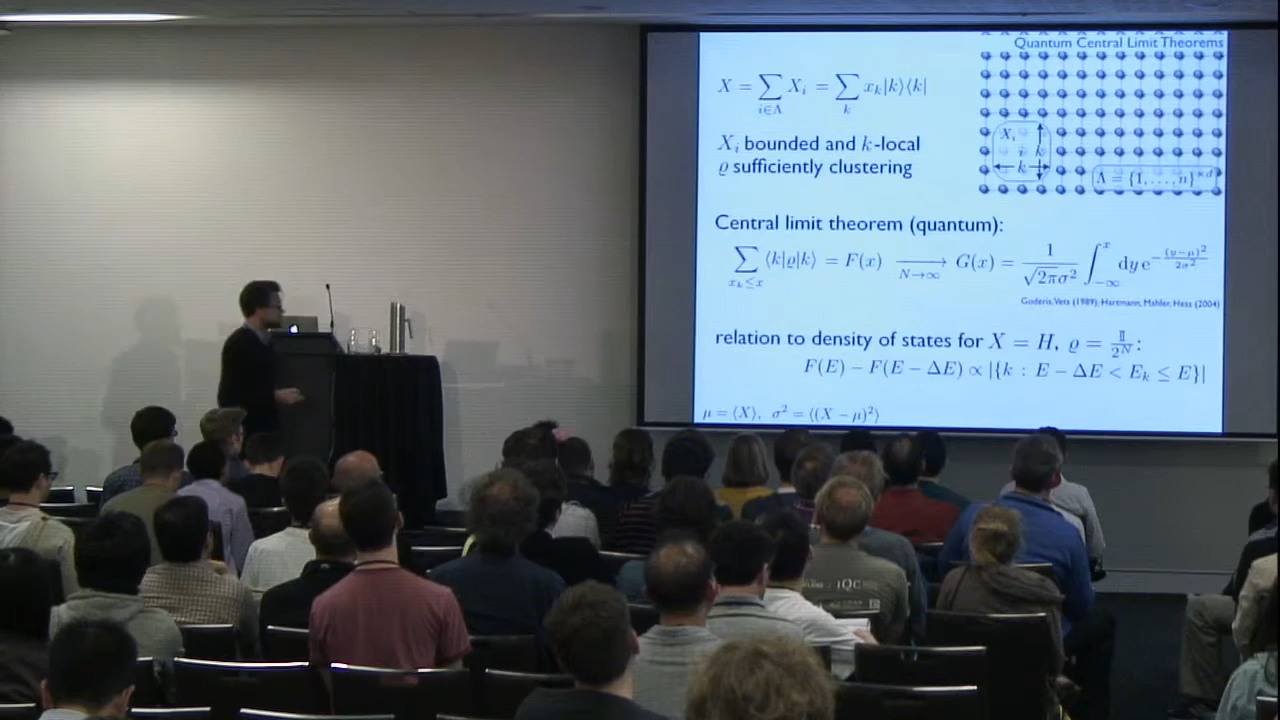 Quantum Central Limit Theorems
X = ∑_{i∈Λ} X_i = ∑_k x_k|k⟩⟨k|
X_i bounded and k-local
ϱ sufficiently clustering
X_i
i k
k
Λ = {1, . . . , n}^{×d}
Central limit theorem (quantum):
∑_{x_k≤x} ⟨k|ϱ|k⟩ = F(x) →_{N→∞} G(x) = 1/√2πσ² ∫_{−∞}^{x} dy e^{−(y−μ)²/2σ²}
Goderis, Vets (1989); Hartmann, Mahler, Hess (2004)
relation to density of states for X = H, ϱ = 𝟙/2^N:
F(E) − F(E − ΔE) ∝ |{k : E − ΔE < E_k ≤ E}|
μ = ⟨X⟩, σ² = ⟨(X − μ)²⟩
iQC